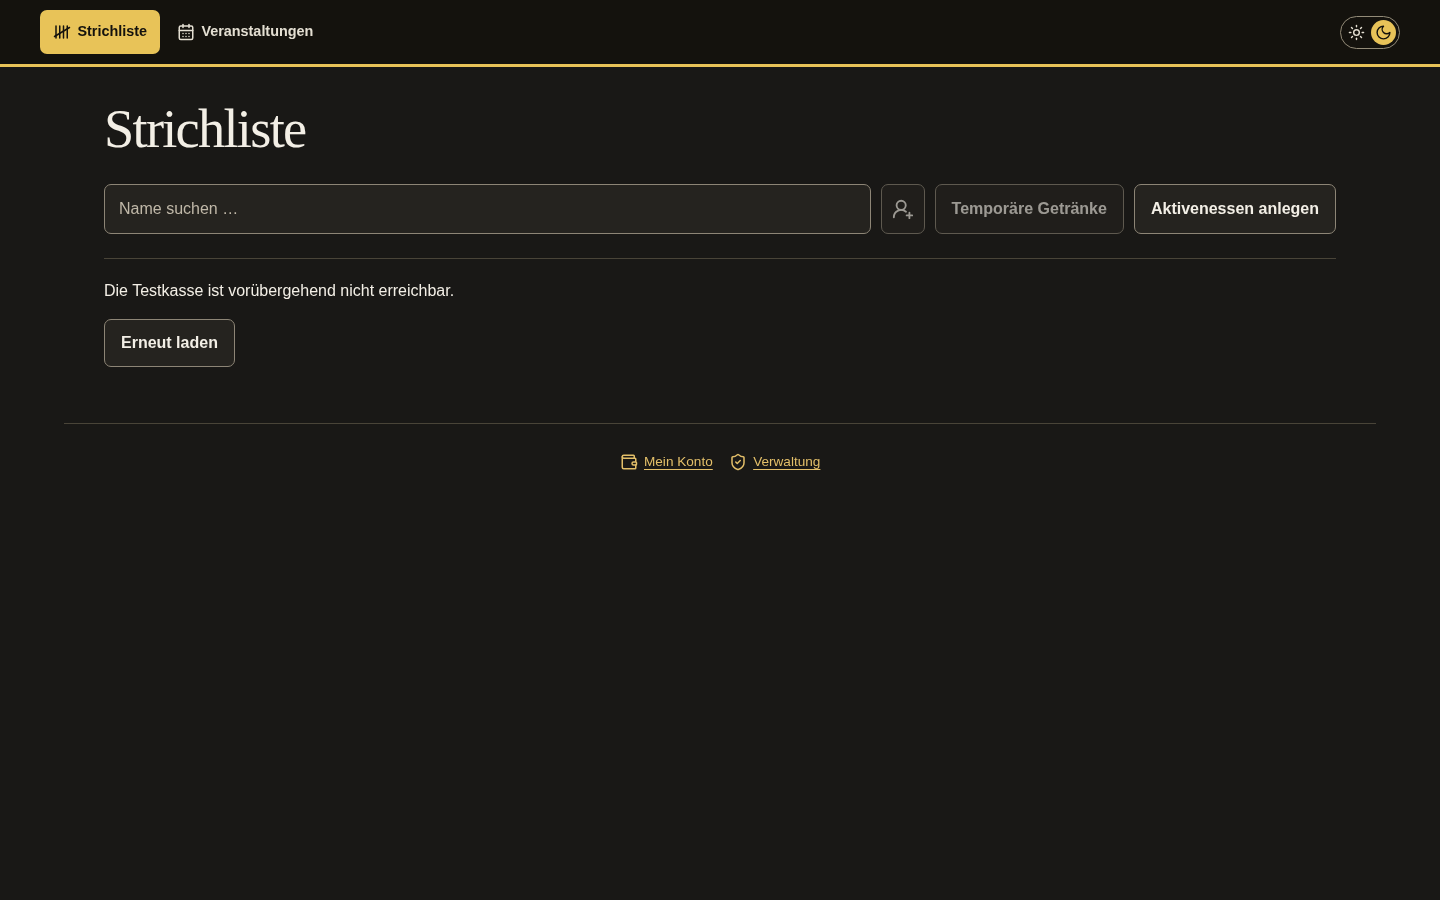 Strichliste
Veranstaltungen
Strichliste
Name suchen …
Temporäre Getränke
Aktivenessen anlegen
Die Testkasse ist vorübergehend nicht erreichbar.
Erneut laden
Mein Konto
Verwaltung